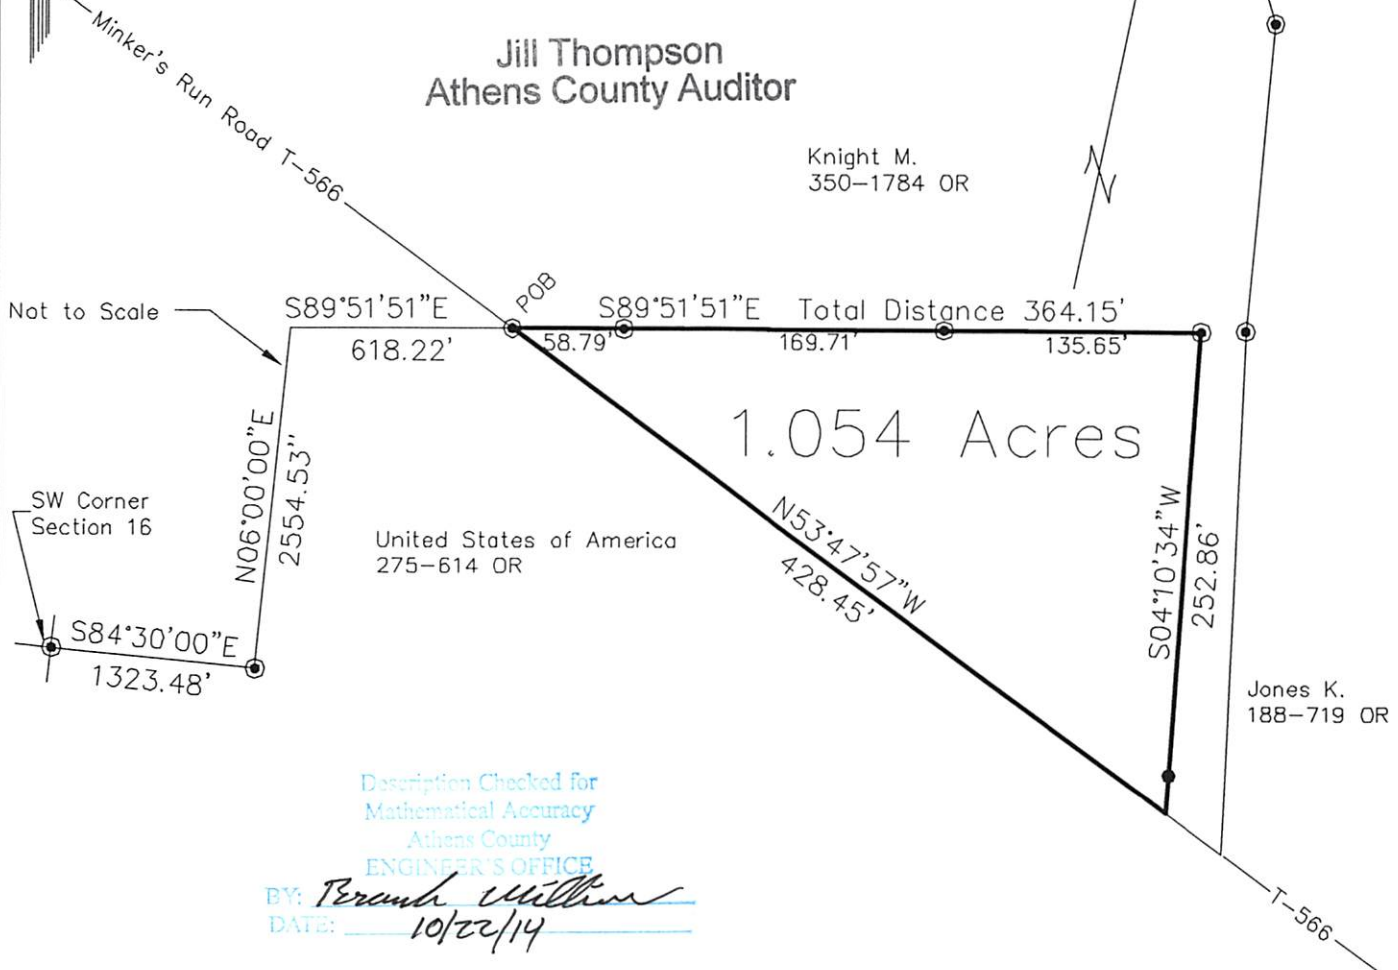 Minker's Run Road T-566
Jill Thompson
Athens County Auditor
Knight M.
350-1784 OR
N
Not to Scale
S89°51'51"E
618.22'
POB
S89°51'51"E Total Distance 364.15'
58.79'
169.71'
135.65'
1.054 Acres
N06°00'00"E
2554.53"
SW Corner
Section 16
United States of America
275-614 OR
N53°47'57"W
428.45'
S04°10'34"W
252.86'
S84°30'00"E
1323.48'
Jones K.
188-719 OR
Description Checked for
Mathematical Accuracy
Athens County
ENGINEER'S OFFICE
BY:
DATE: 10/22/14
T-566